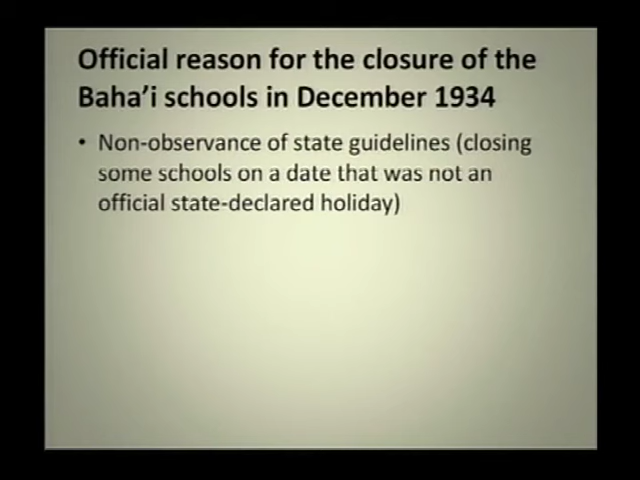 Official reason for the closure of the
Baha'i schools in December 1934
• Non-observance of state guidelines (closing
some schools on a date that was not an
official state-declared holiday)